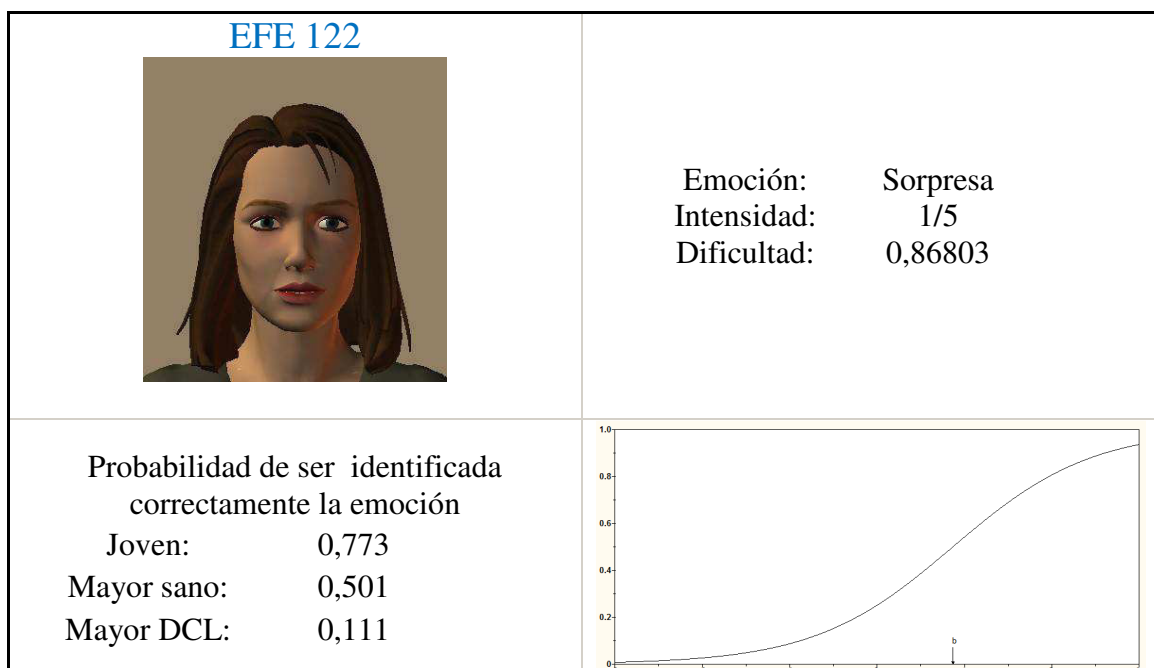 EFE 122
Emoción: Sorpresa
Intensidad: 1/5
Dificultad: 0,86803
Probabilidad de ser identificada
correctamente la emoción
Joven: 0,773
Mayor sano: 0,501
Mayor DCL: 0,111
1.0
0.8
0.6
0.4
0.2
0
b